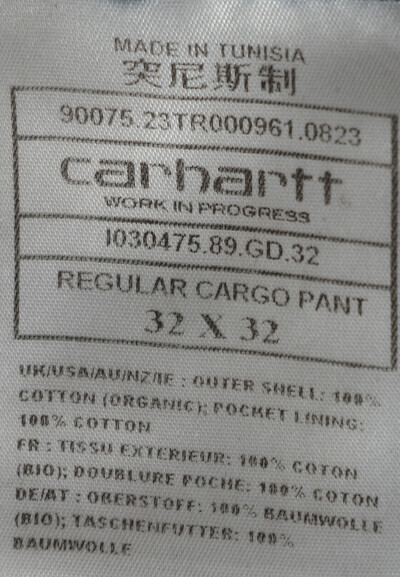 MADE IN TUNISIA
突尼斯制
90075.23TR000961.0823
carhartt
WORK IN PROGRESS
I030475.89.GD.32
REGULAR CARGO PANT
32 X 32
UK/USA/AU/NZ/IE : OUTER SHELL: 100%
COTTON (ORGANIC); POCKET LINING:
100% COTTON
FR : TISSU EXTERIEUR: 100% COTON
(BIO); DOUBLURE POCHE: 100% COTON
DE/AT : OBERSTOFF: 100% BAUMWOLLE
(BIO); TASCHENFUTTER: 100%
BAUMWOLLE